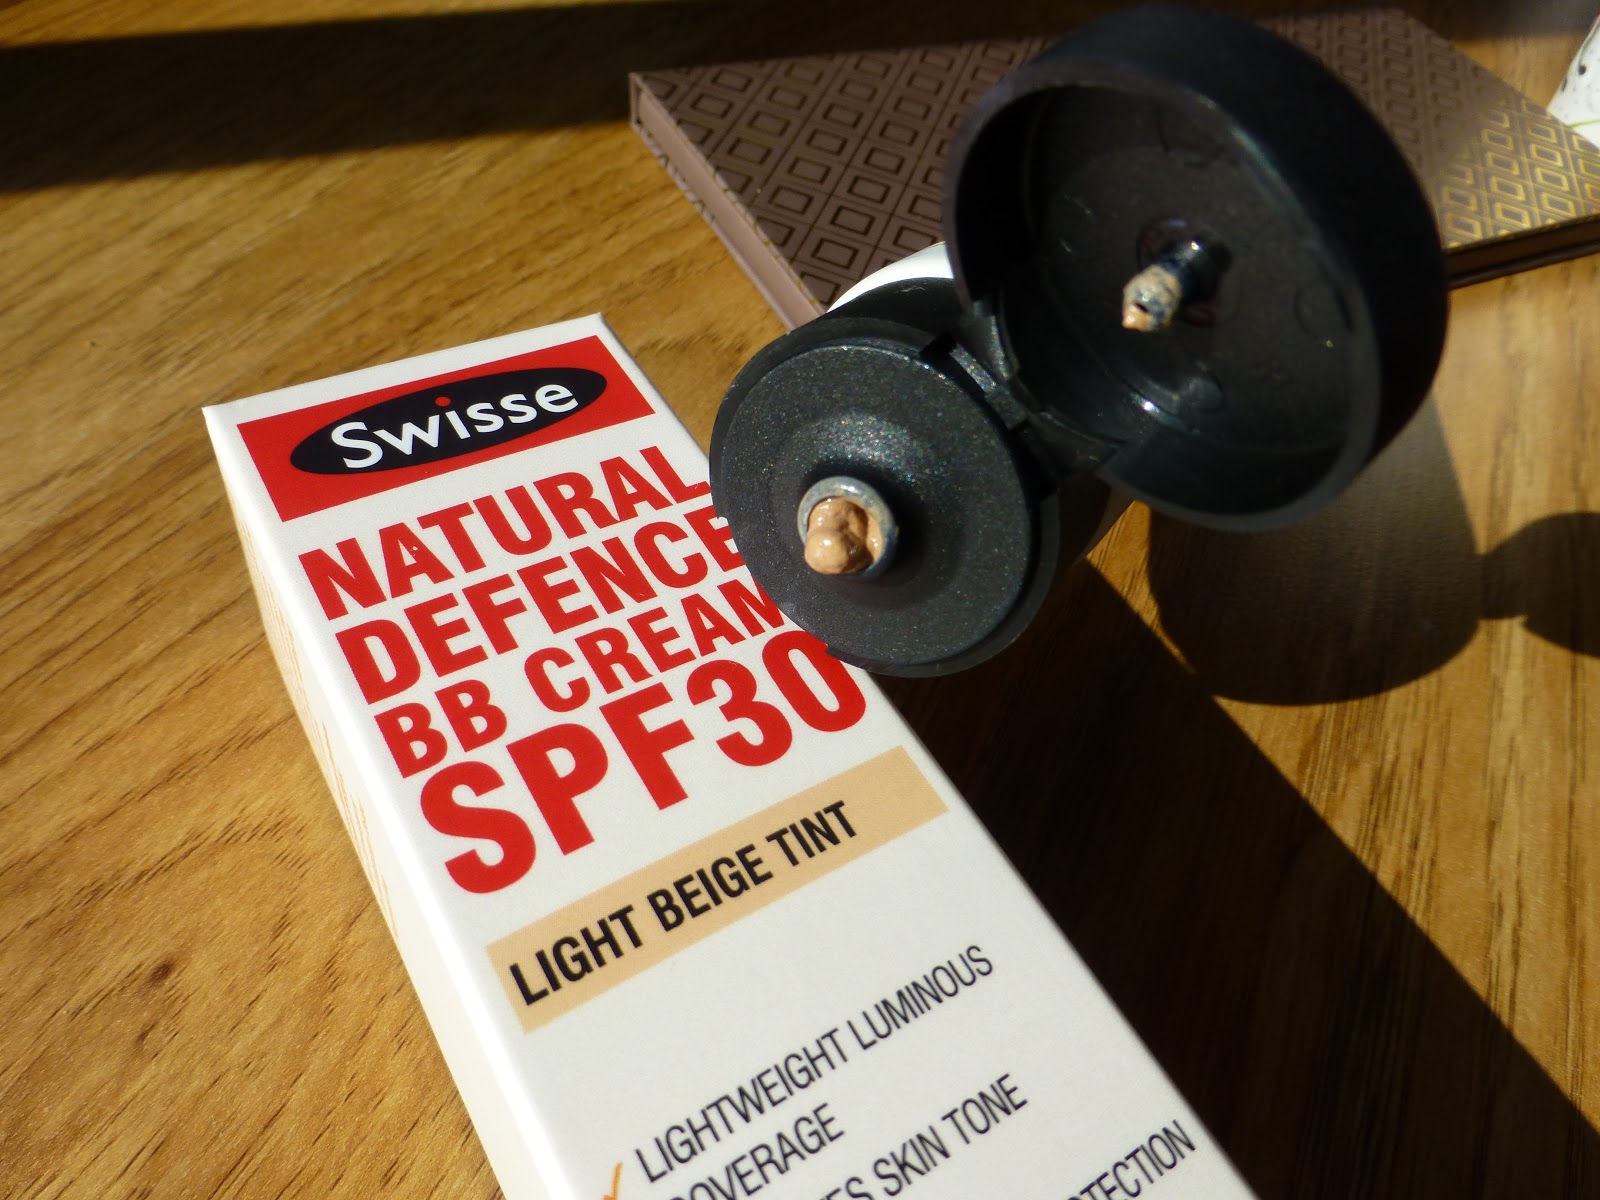 Swisse
NATURAL
DEFENCE
BB CREAM
SPF30
LIGHT BEIGE TINT
LIGHTWEIGHT LUMINOUS
COVERAGE
SKIN TONE